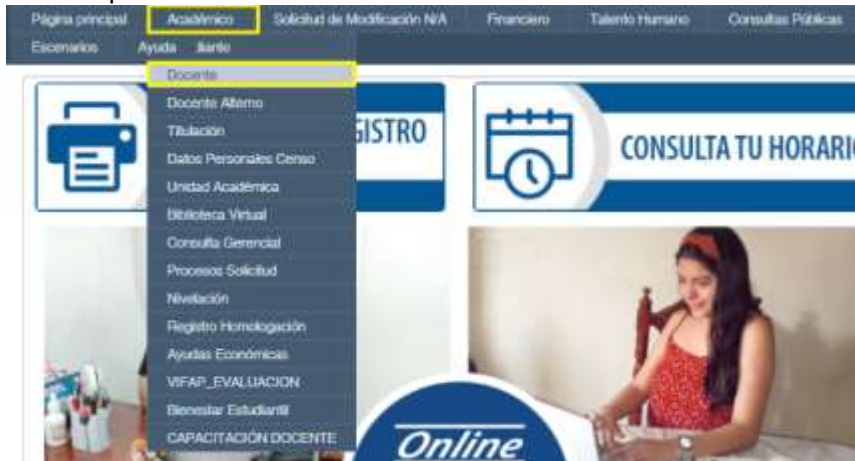 Página principal Académico Solicitud de Modificación N/A Financiero Talento Humano Consultas Públicas
Escenarios Ayuda diante
Docente
Docente Alterno
Titulación
GISTRO
Datos Personales Censo
CONSULTA TU HORARIO
Unidad Académica
Biblioteca Virtual
Consulta Gerencial
Procesos Solicitud
Nivelación
Registro Homologación
Ayudas Económicas
VIFAP_EVALUACION
Bienestar Estudiantil
CAPACITACIÓN DOCENTE
Online